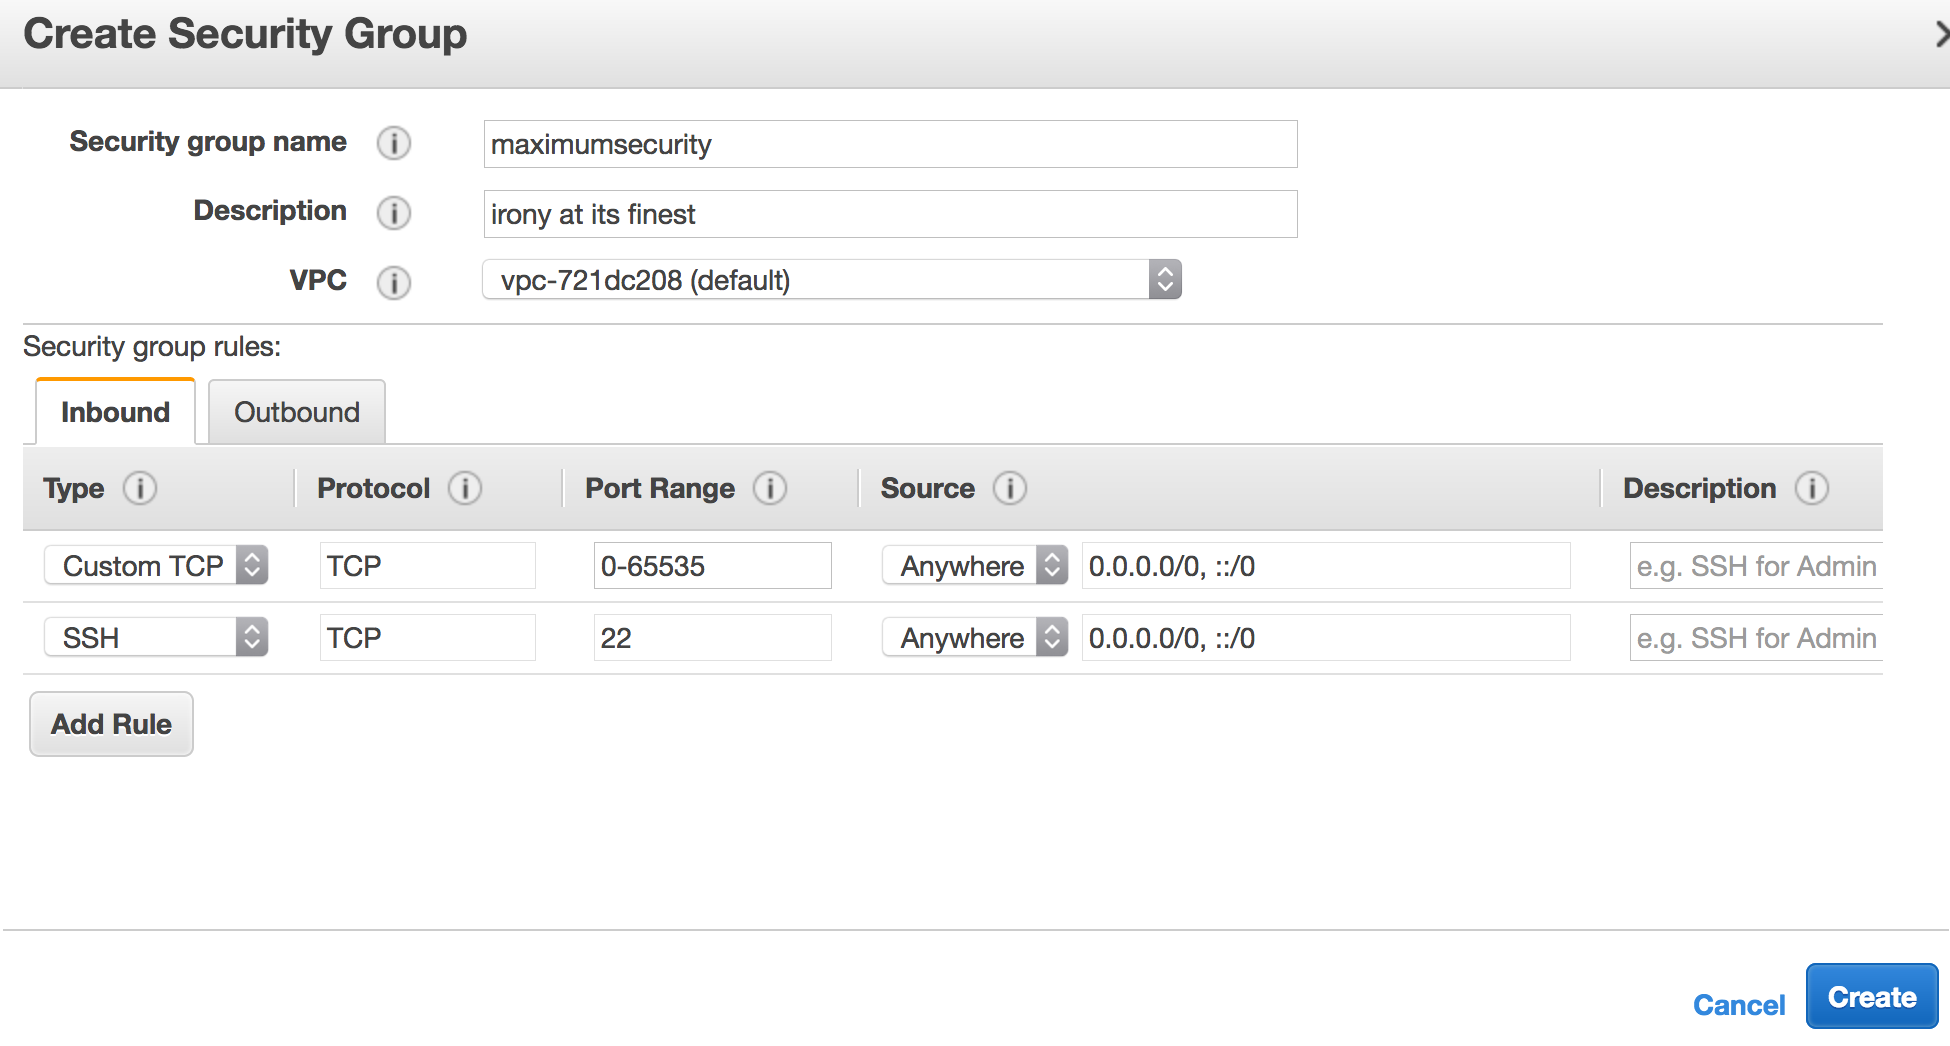 Create Security Group
Security group name maximumsecurity
Description irony at its finest
VPC vpc-721dc208 (default)
Security group rules:
Inbound Outbound
Type Protocol Port Range Source Description
Custom TCP TCP 0-65535 Anywhere 0.0.0.0/0, ::/0 e.g. SSH for Admin
SSH TCP 22 Anywhere 0.0.0.0/0, ::/0 e.g. SSH for Admin
Add Rule
Cancel Create